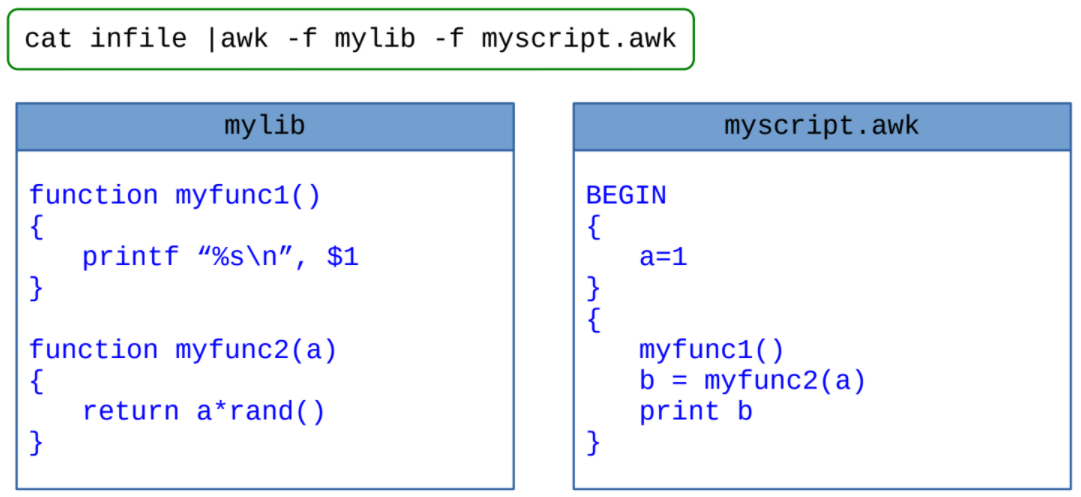 cat infile |awk -f mylib -f myscript.awk
mylib
function myfunc1()
{
printf “%s\n”, $1
}
function myfunc2(a)
{
return a*rand()
}
myscript.awk
BEGIN
{
a=1
}
{
myfunc1()
b = myfunc2(a)
print b
}